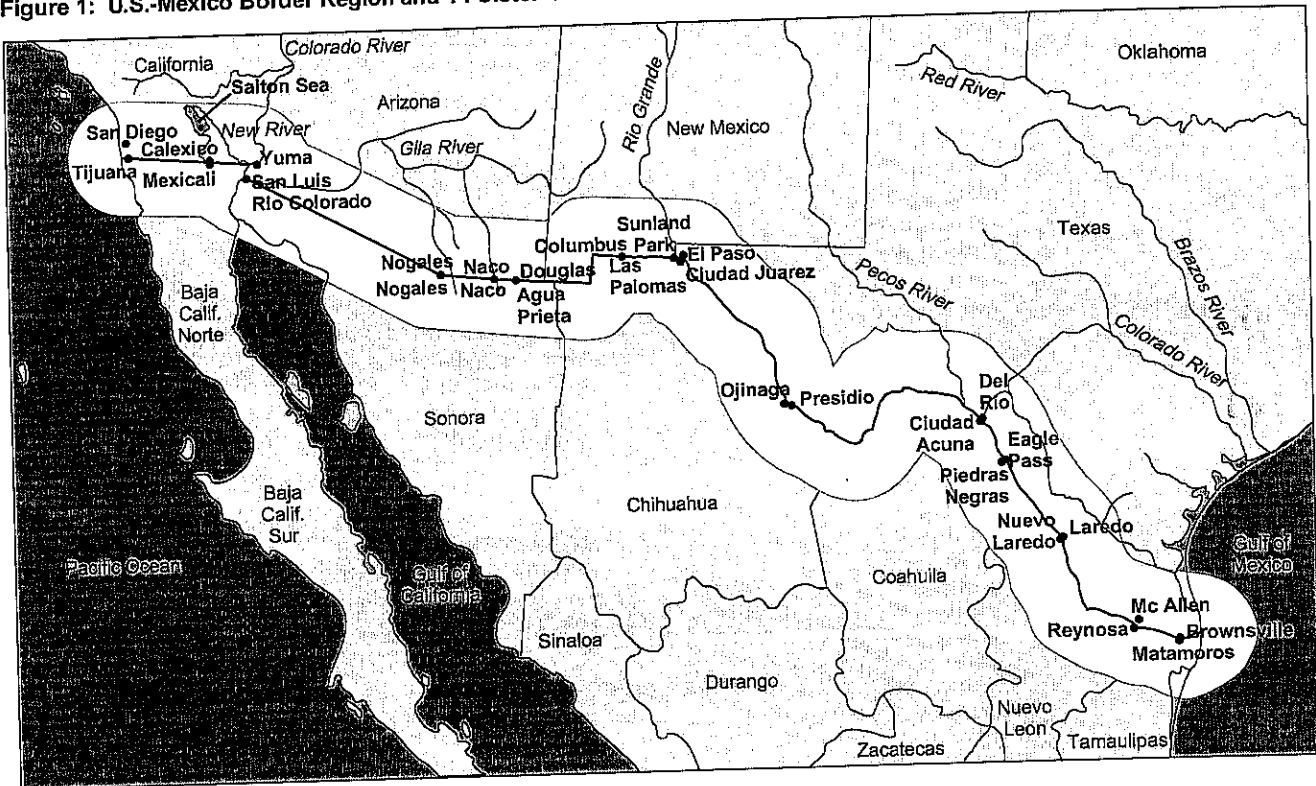 Figure 1: U.S.-Mexico Border Region and
California
Colorado River
Salton Sea
Arizona
New River
Gila River
Rio Grande
New Mexico
Red River
Oklahoma
San Diego
Calexico
Yuma
Tijuana
Mexicali
San Luis
Rio Colorado
Texas
Brazos River
Sunland
Columbus Park
El Paso
Las
Palomas
Ciudad Juarez
Pecos River
Nogales
Nogales
Naco
Naco
Douglas
Agua
Prieta
Colorado River
Baja
Calif.
Norte
Sonora
Ojinaga
Presidio
Del
Rio
Ciudad
Acuna
Eagle
Pass
Piedras
Negras
Chihuahua
Baja
Calif.
Sur
Nuevo
Laredo
Laredo
Gulf of
Mexico
Pacific Ocean
Gulf of
California
Coahuila
Mc Allen
Reynosa
Brownsville
Matamoros
Sinaloa
Durango
Nuevo
Leon
Tamaulipas
Zacatecas